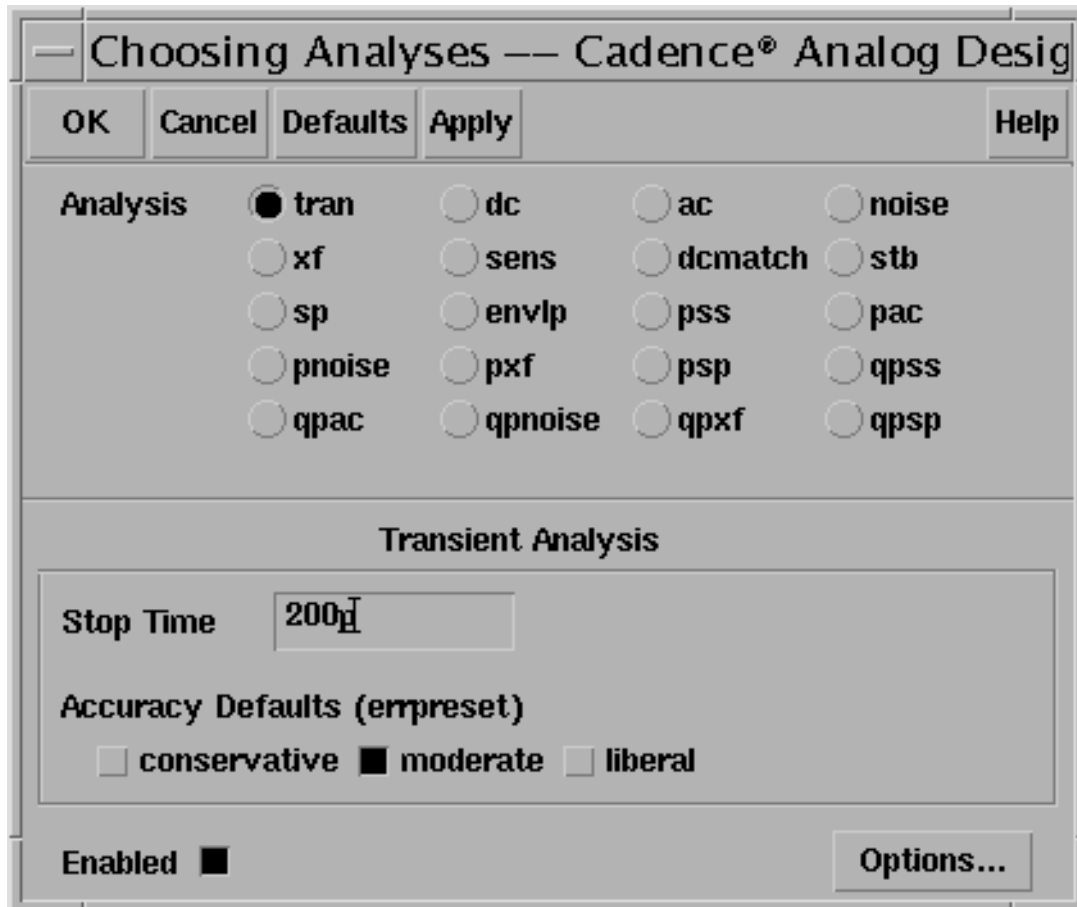 Choosing Analyses –– Cadence® Analog Desig
OK Cancel Defaults Apply Help
Analysis tran dc ac noise
xf sens dcmatch stb
sp envlp pss pac
pnoise pxf psp qpss
qpac qpnoise qpxf qpsp
Transient Analysis
Stop Time 200u
Accuracy Defaults (errpreset)
conservative moderate liberal
Enabled Options...